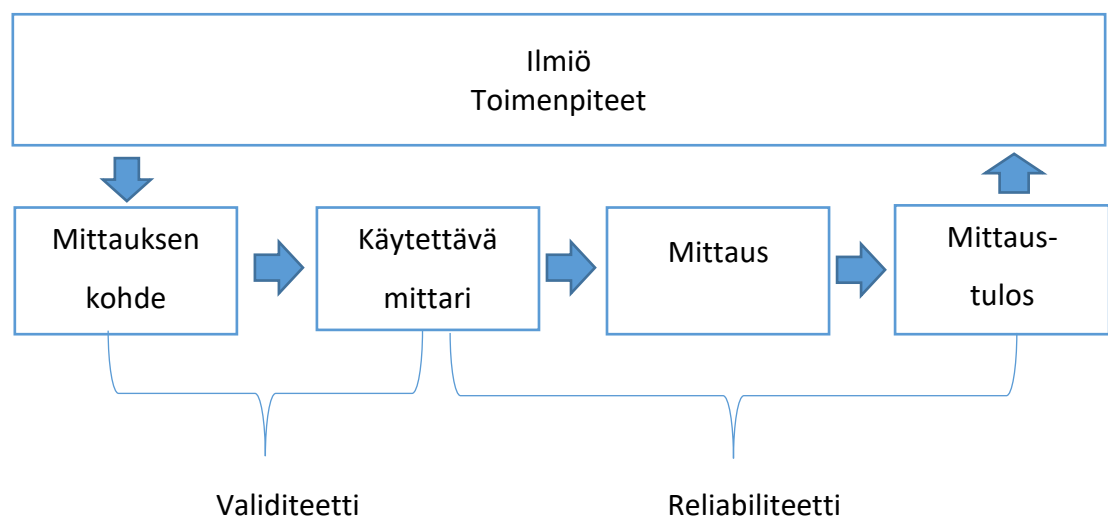 Ilmiö
Toimenpiteet
Mittauksen
kohde
Käytettävä
mittari
Mittaus
Mittaus-
tulos
Validiteetti
Reliabiliteetti